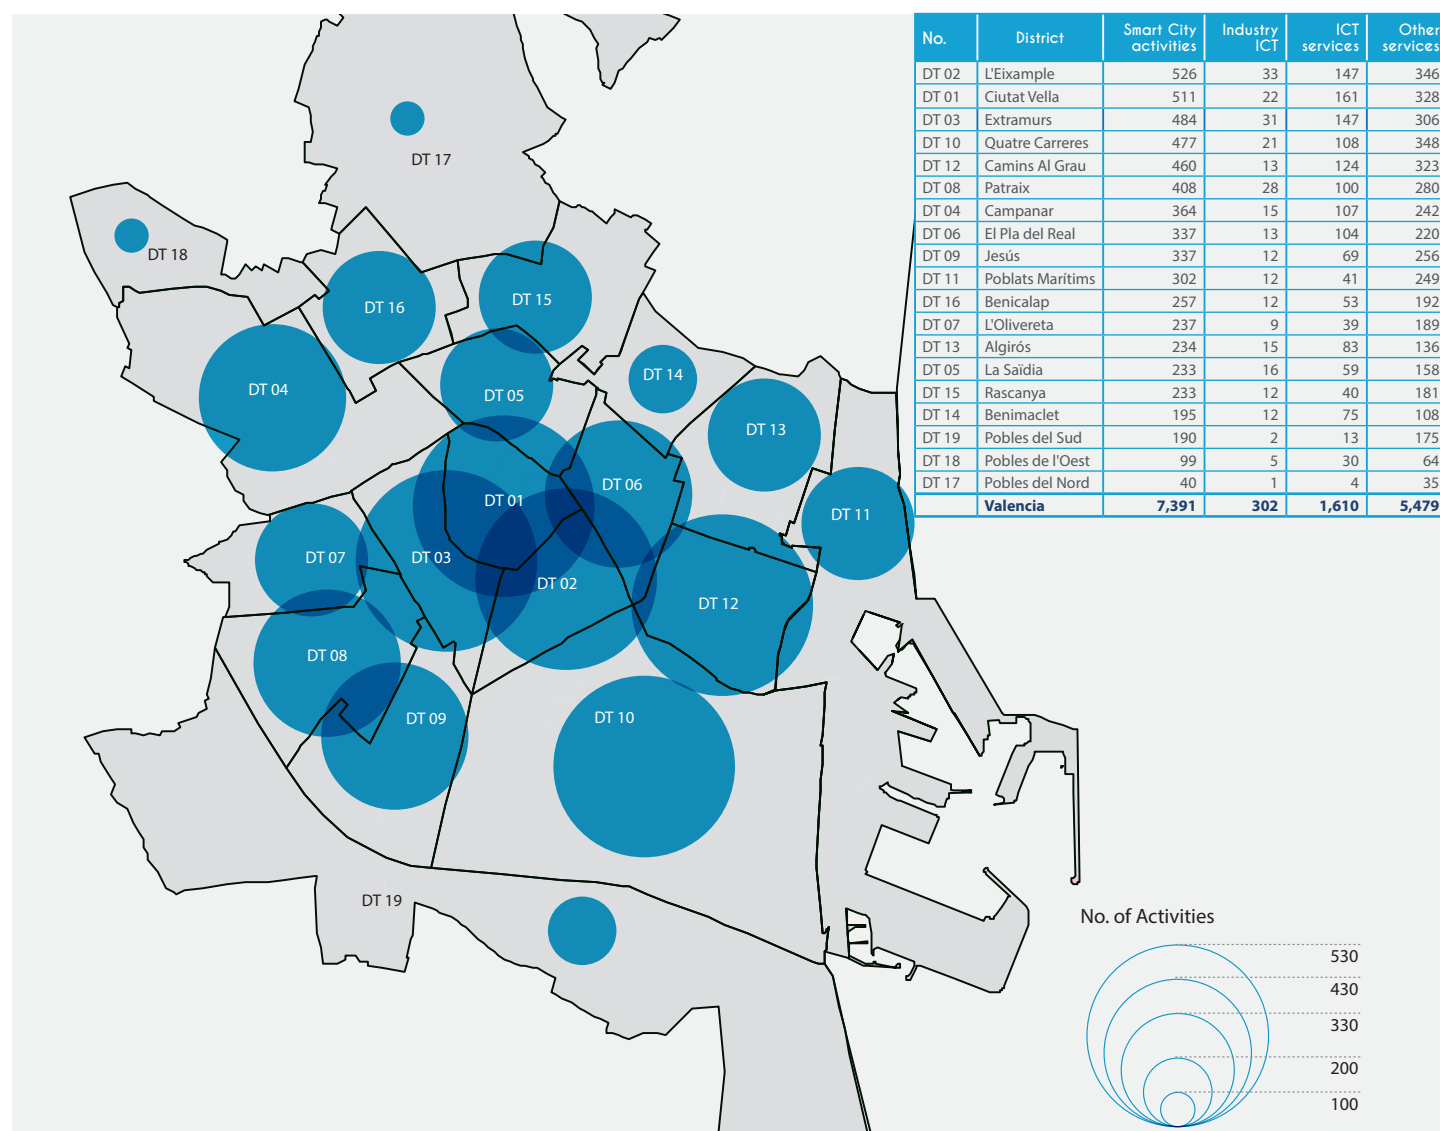 No. District Smart City activities Industry ICT ICT services Other services
DT 02 L'Eixample 526 33 147 346
DT 01 Ciutat Vella 511 22 161 328
DT 03 Extramurs 484 31 147 306
DT 10 Quatre Carreres 477 21 108 348
DT 12 Camins Al Grau 460 13 124 323
DT 08 Patraix 408 28 100 280
DT 04 Campanar 364 15 107 242
DT 06 El Pla del Real 337 13 104 220
DT 09 Jesús 337 12 69 256
DT 11 Poblats Marítims 302 12 41 249
DT 16 Benicalap 257 12 53 192
DT 07 L'Olivereta 237 9 39 189
DT 13 Algirós 234 15 83 136
DT 05 La Saïdia 233 16 59 158
DT 15 Rascanya 233 12 40 181
DT 14 Benimaclet 195 12 75 108
DT 19 Pobles del Sud 190 2 13 175
DT 18 Pobles de l'Oest 99 5 30 64
DT 17 Pobles del Nord 40 1 4 35
Valencia 7,391 302 1,610 5,479
DT 17
DT 18
DT 15
DT 16
DT 14
DT 04
DT 05
DT 13
DT 06
DT 01
DT 11
DT 07
DT 03
DT 02
DT 12
DT 08
DT 09
DT 10
DT 19
No. of Activities
530
430
330
200
100